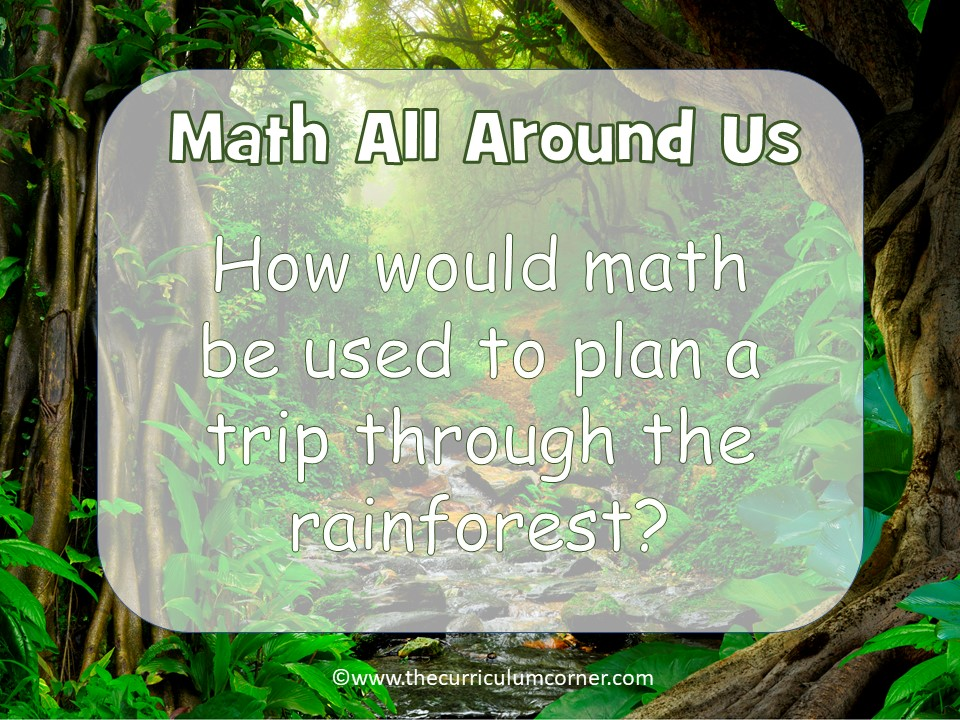 Math All Around Us
How would math
be used to plan a
trip through the
rainforest?
©www.thecurriculumcorner.com